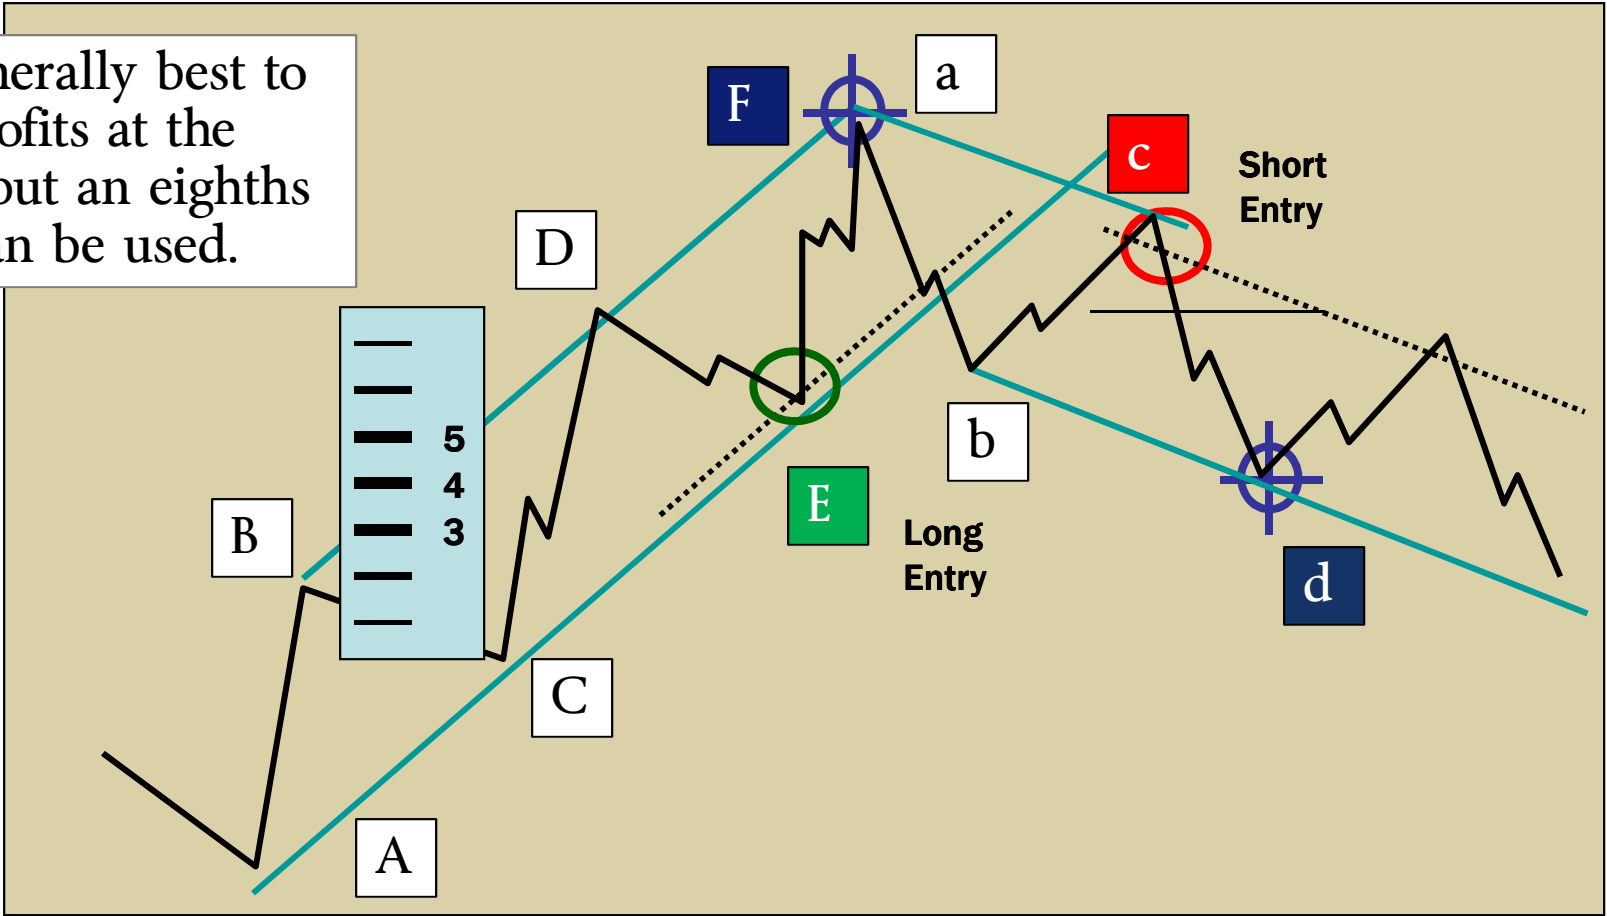 nerally best to
ofits at the
out an eighths
an be used.
F
a
c
Short
Entry
D
5
4
3
B
b
E
Long
Entry
d
C
A